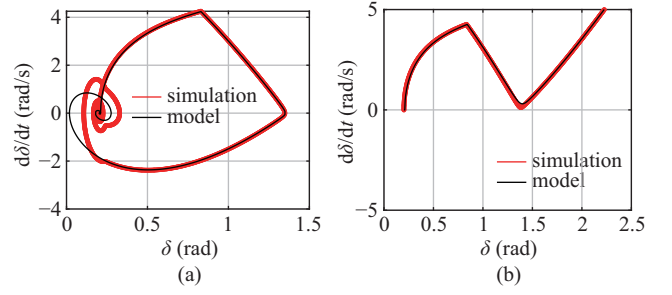 4
2
0
−2
−4
dδ/dt (rad/s)
simulation
model
0 0.5 1 1.5
δ (rad)
(a)
5
0
−5
dδ/dt (rad/s)
simulation
model
0 0.5 1 1.5 2 2.5
δ (rad)
(b)